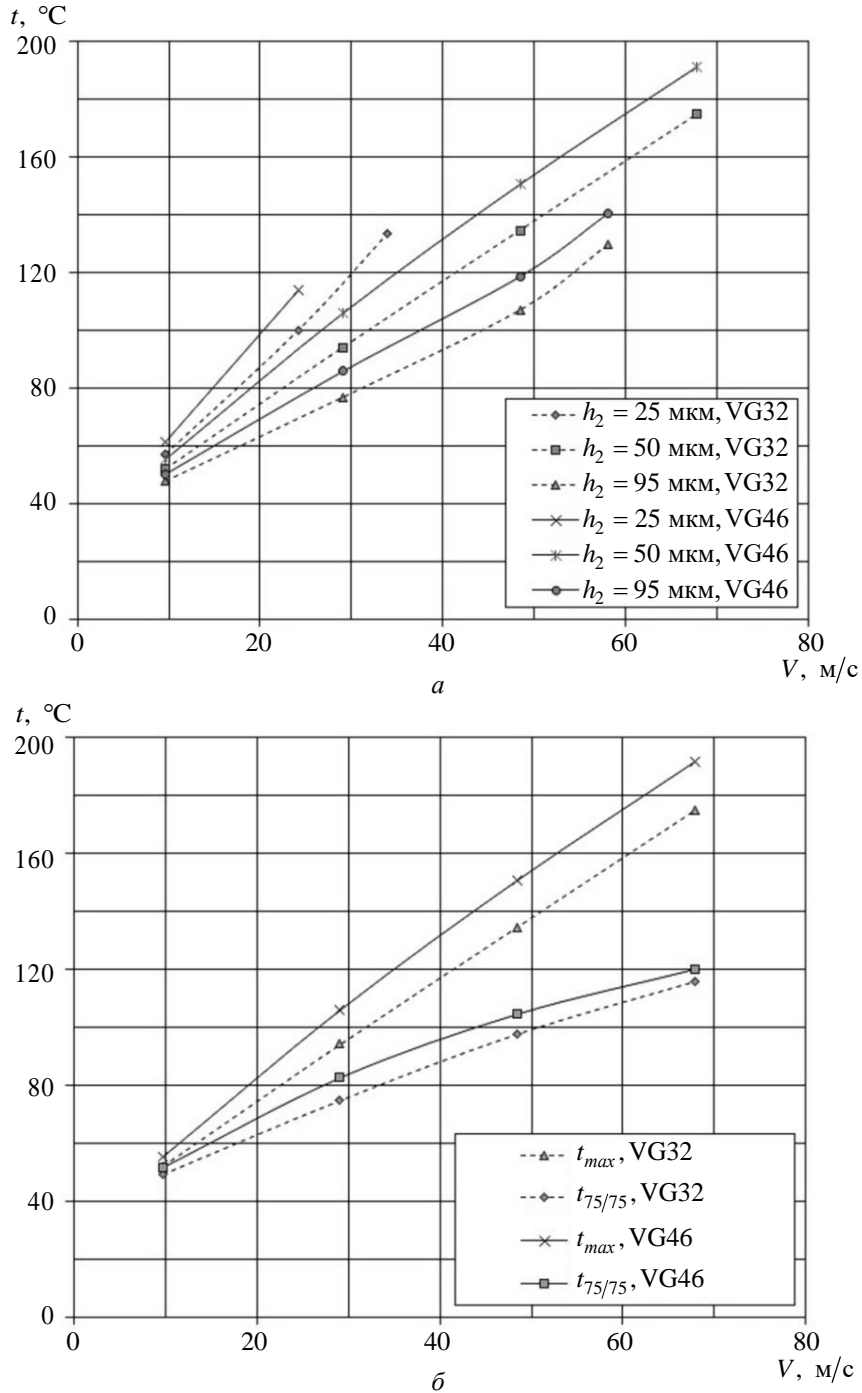 t, °C
200
160
120
80
40
0
0 20 40 60 80
V, м/с
h2 = 25 мкм, VG32
h2 = 50 мкм, VG32
h2 = 95 мкм, VG32
h2 = 25 мкм, VG46
h2 = 50 мкм, VG46
h2 = 95 мкм, VG46
а
t, °C
200
160
120
80
40
0
0 20 40 60 80
V, м/с
tmax, VG32
t75/75, VG32
tmax, VG46
t75/75, VG46
б